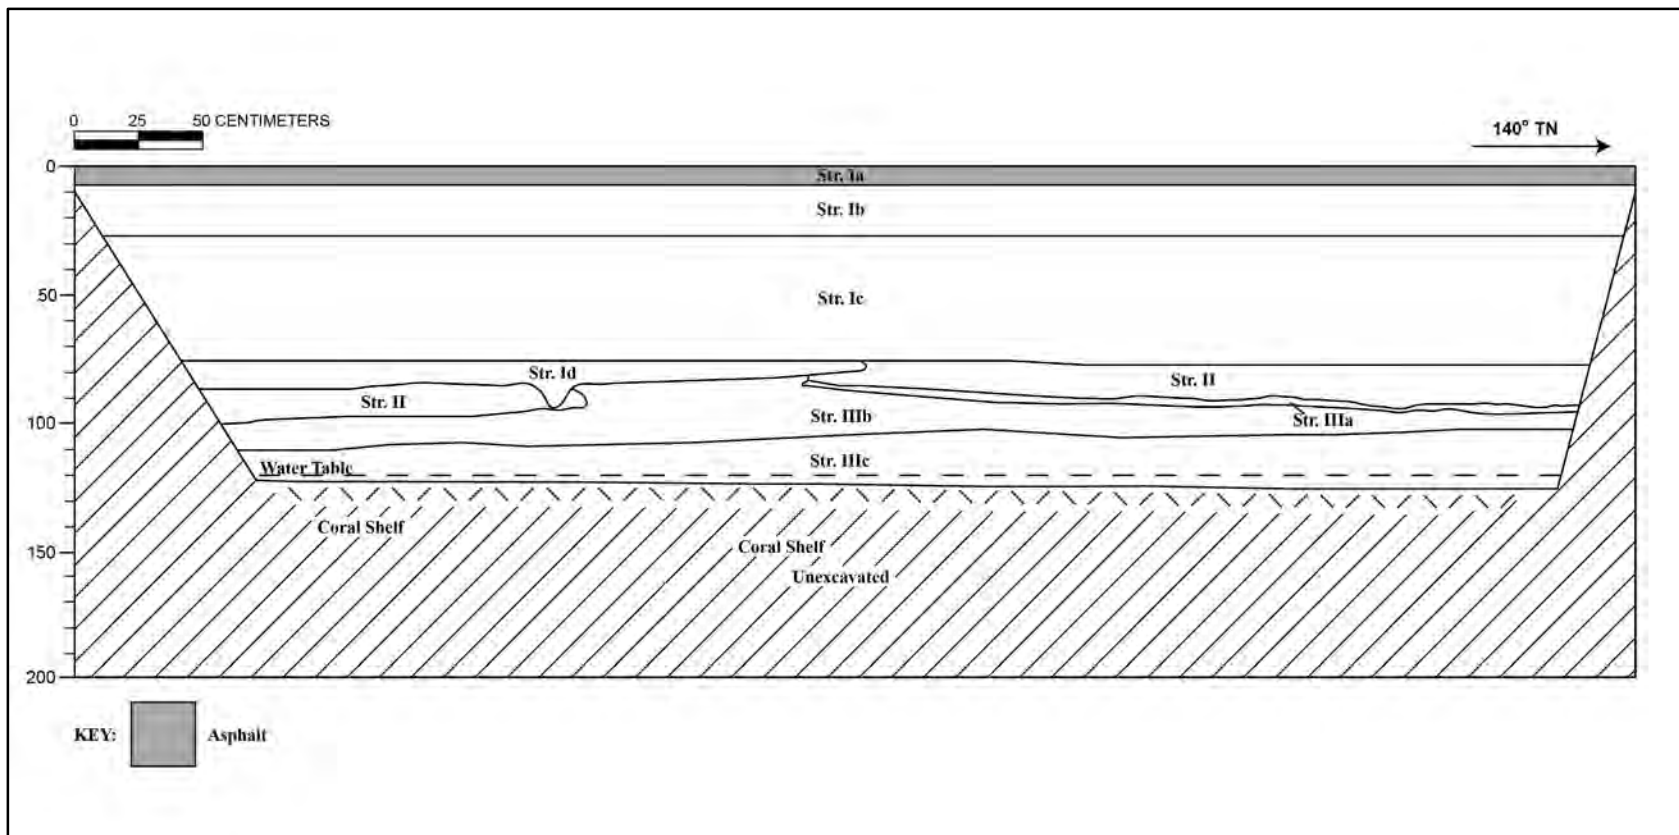 0 25 50 CENTIMETERS
140° TN
0
Str. Ia
Str. Ib
50
Str. Ic
Str. Id
Str. II
Str. II
100
Str. IIIb
Str. IIIa
Str. IIIc
Water Table
Coral Shelf
150
Coral Shelf
Unexcavated
200
KEY:
Asphalt